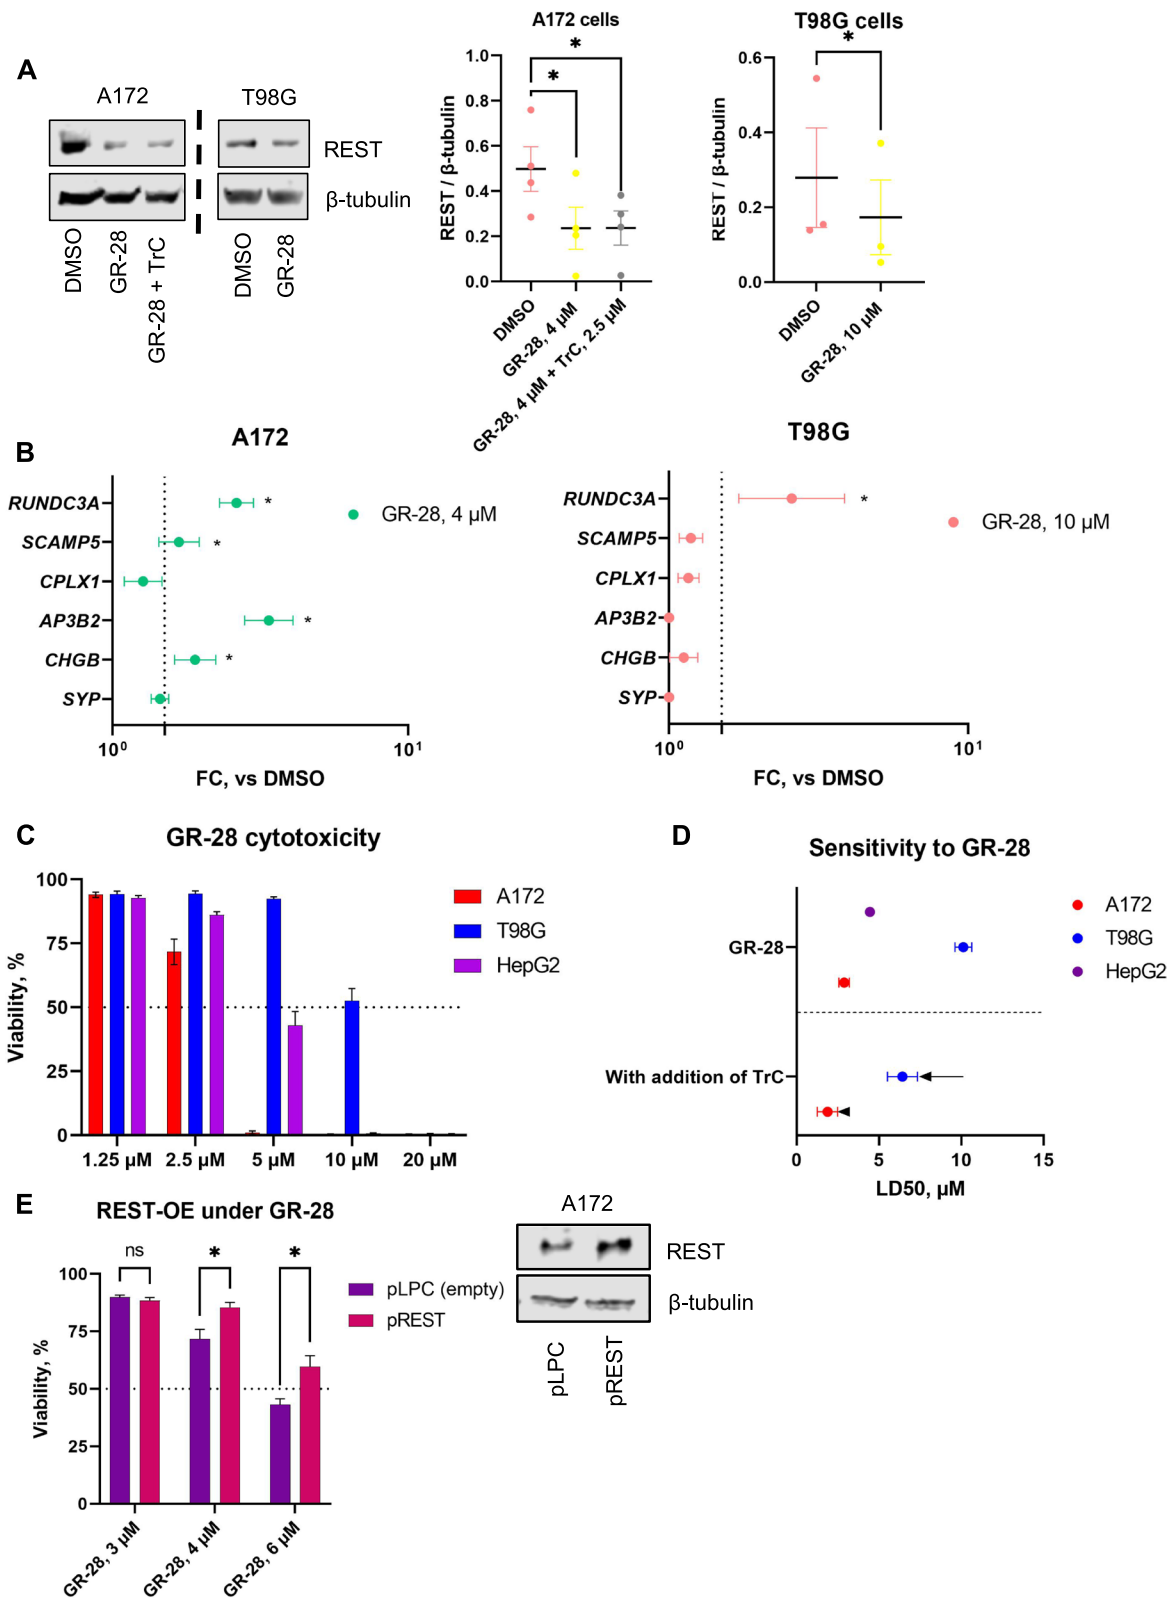 A
A172
T98G
REST
β-tubulin
DMSO
GR-28
GR-28 + TrC
DMSO
GR-28
A172 cells
REST / β-tubulin
1.0
0.8
0.6
0.4
0.2
0.0
*
*
DMSO
GR-28, 4 μM
GR-28, 4 μM + TrC, 2.5 μM
T98G cells
REST / β-tubulin
0.6
0.4
0.2
0.0
*
DMSO
GR-28, 10 μM
B
A172
RUNDC3A
SCAMP5
CPLX1
AP3B2
CHGB
SYP
*
*
*
*
GR-28, 4 μM
10⁰
10¹
FC, vs DMSO
T98G
RUNDC3A
SCAMP5
CPLX1
AP3B2
CHGB
SYP
*
GR-28, 10 μM
10⁰
10¹
FC, vs DMSO
C
GR-28 cytotoxicity
Viability, %
100
75
50
25
0
1.25 μM
2.5 μM
5 μM
10 μM
20 μM
A172
T98G
HepG2
D
Sensitivity to GR-28
GR-28
With addition of TrC
0
5
10
15
LD50, μM
A172
T98G
HepG2
E
REST-OE under GR-28
Viability, %
100
75
50
25
0
ns
*
*
GR-28, 3 μM
GR-28, 4 μM
GR-28, 6 μM
pLPC (empty)
pREST
A172
REST
β-tubulin
pLPC
pREST